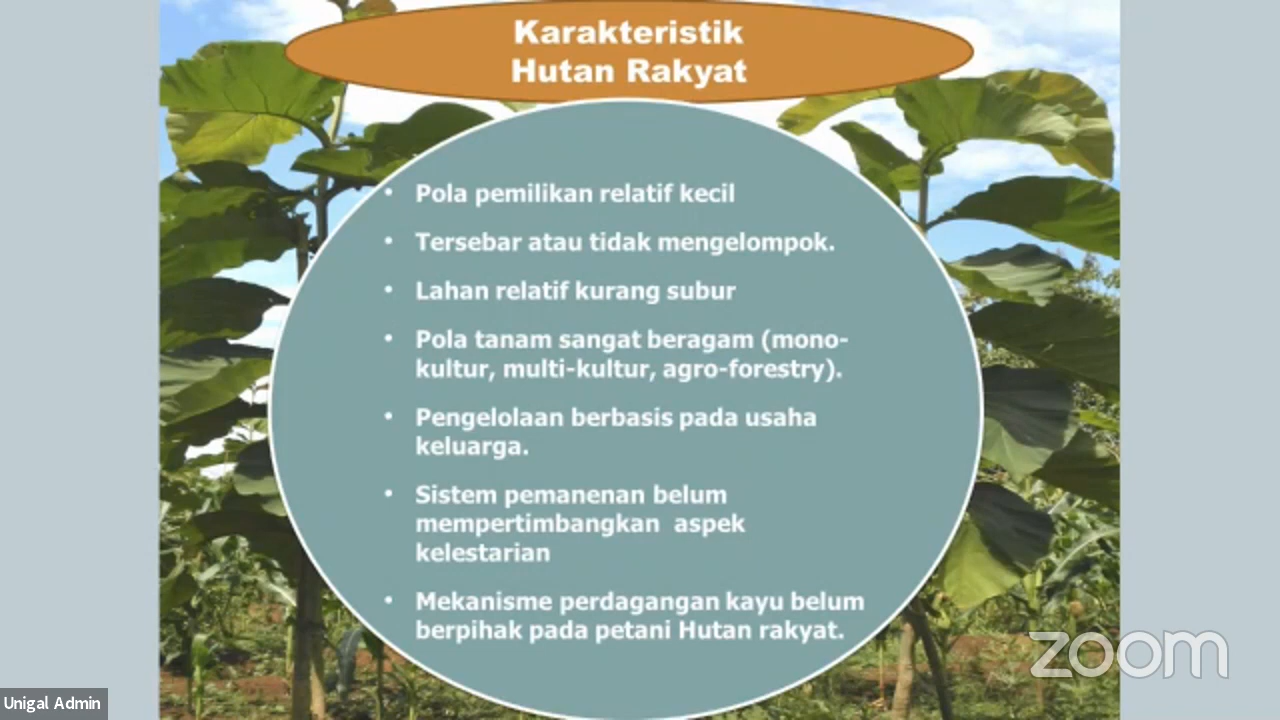 Karakteristik
Hutan Rakyat
• Pola pemilikan relatif kecil
• Tersebar atau tidak mengelompok.
• Lahan relatif kurang subur
• Pola tanam sangat beragam (mono-
kultur, multi-kultur, agro-forestry).
• Pengelolaan berbasis pada usaha
keluarga.
• Sistem pemanenan belum
mempertimbangkan aspek
kelestarian
• Mekanisme perdagangan kayu belum
berpihak pada petani Hutan rakyat.
zoom
Unigal Admin